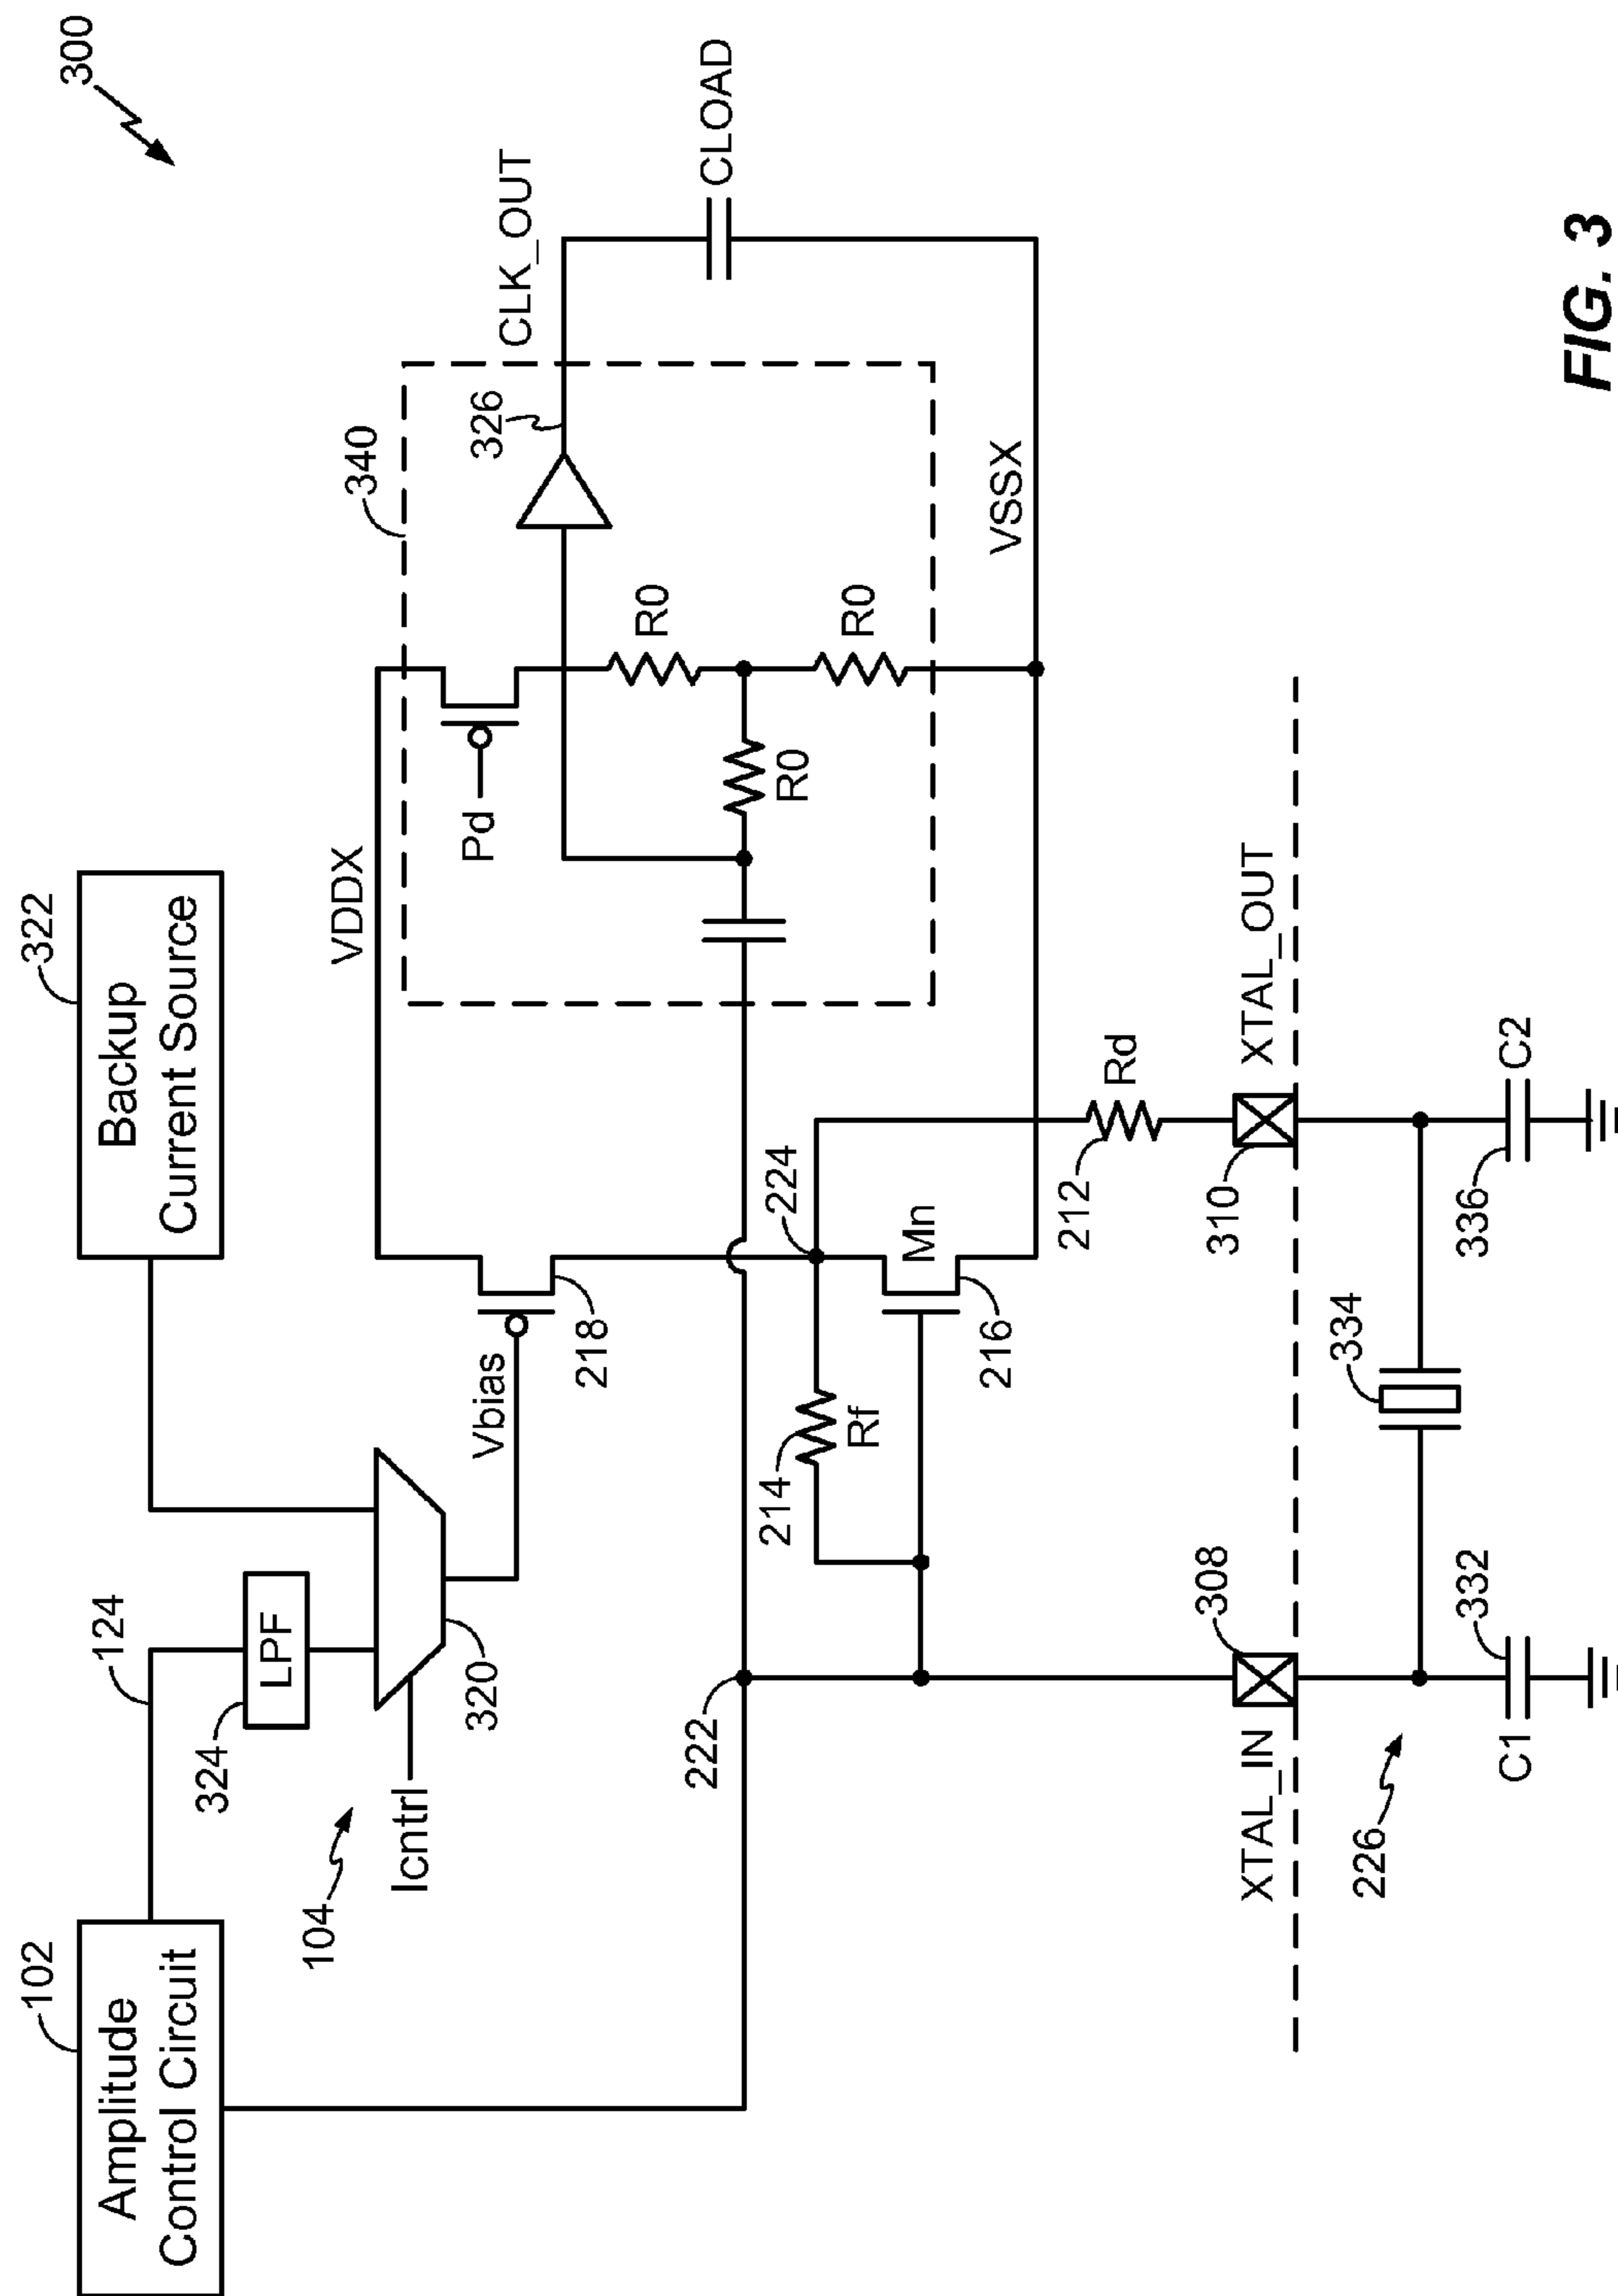 300
102
Amplitude
Control Circuit
124
324
LPF
104
Icntrl
320
322
Backup
Current Source
Vbias
218
VDDX
340
Pd
R0
R0
R0
326
CLK_OUT
CLOAD
VSSX
222
224
214
Rf
Mn
216
212
Rd
XTAL_IN
308
310
XTAL_OUT
226
334
C1
332
336
C2
FIG. 3